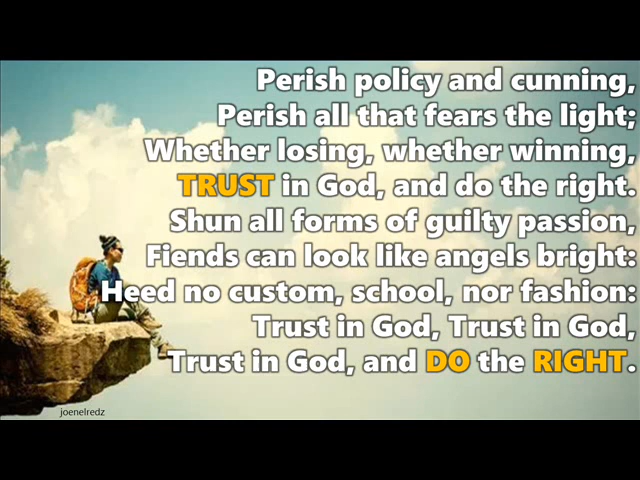 Perish policy and cunning,
Perish all that fears the light;
Whether losing, whether winning,
TRUST in God, and do the right.
Shun all forms of guilty passion,
Fiends can look like angels bright:
Heed no custom, school, nor fashion:
Trust in God, Trust in God,
Trust in God, and DO the RIGHT.
joenelredz